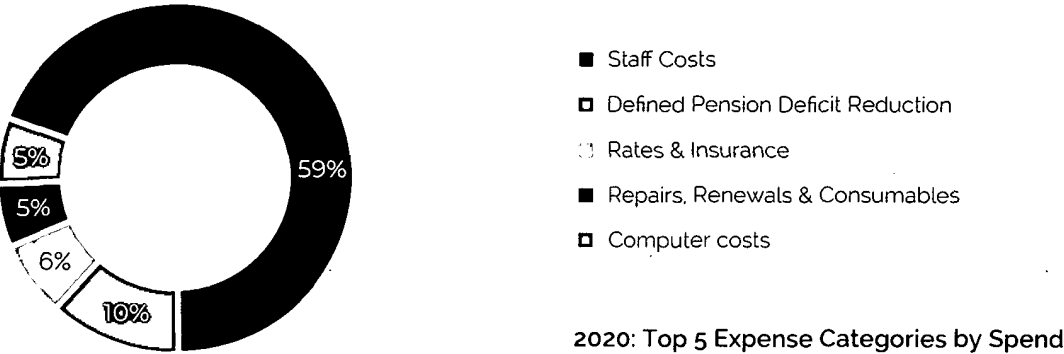 59%
5%
5%
6%
10%
Staff Costs
Defined Pension Deficit Reduction
Rates & Insurance
Repairs, Renewals & Consumables
Computer costs
2020: Top 5 Expense Categories by Spend